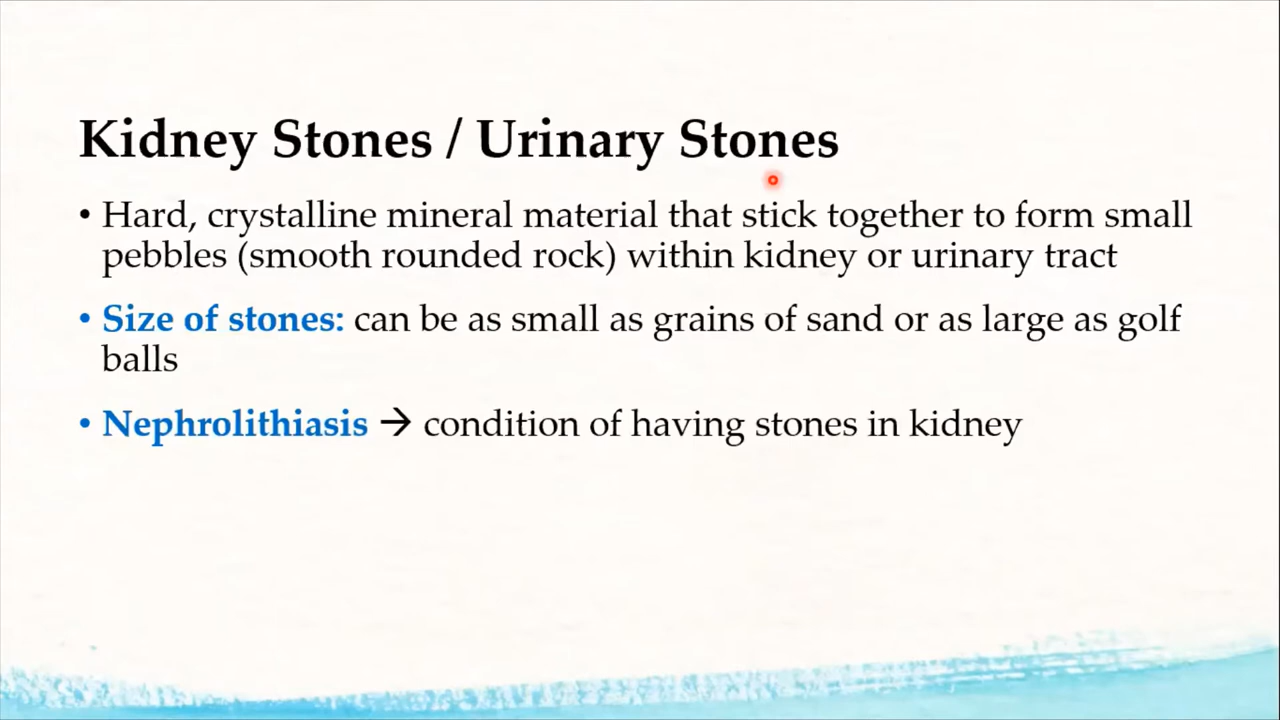 Kidney Stones / Urinary Stones
• Hard, crystalline mineral material that stick together to form small
pebbles (smooth rounded rock) within kidney or urinary tract
• Size of stones: can be as small as grains of sand or as large as golf
balls
• Nephrolithiasis → condition of having stones in kidney